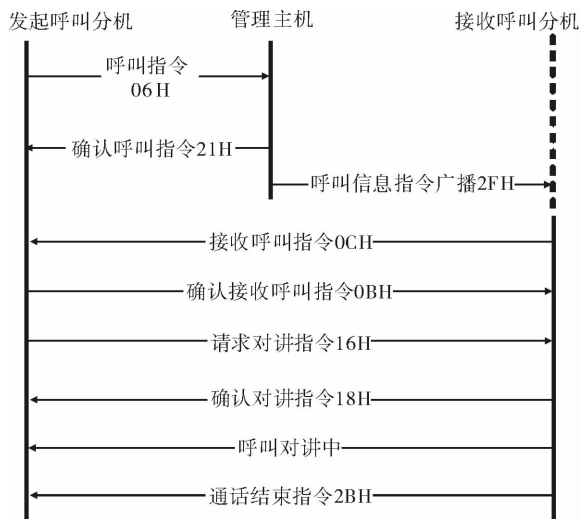 发起呼叫分机
管理主机
接收呼叫分机
呼叫指令
06H
确认呼叫指令21H
呼叫信息指令广播2FH
接收呼叫指令0CH
确认接收呼叫指令0BH
请求对讲指令16H
确认对讲指令18H
呼叫对讲中
通话结束指令2BH